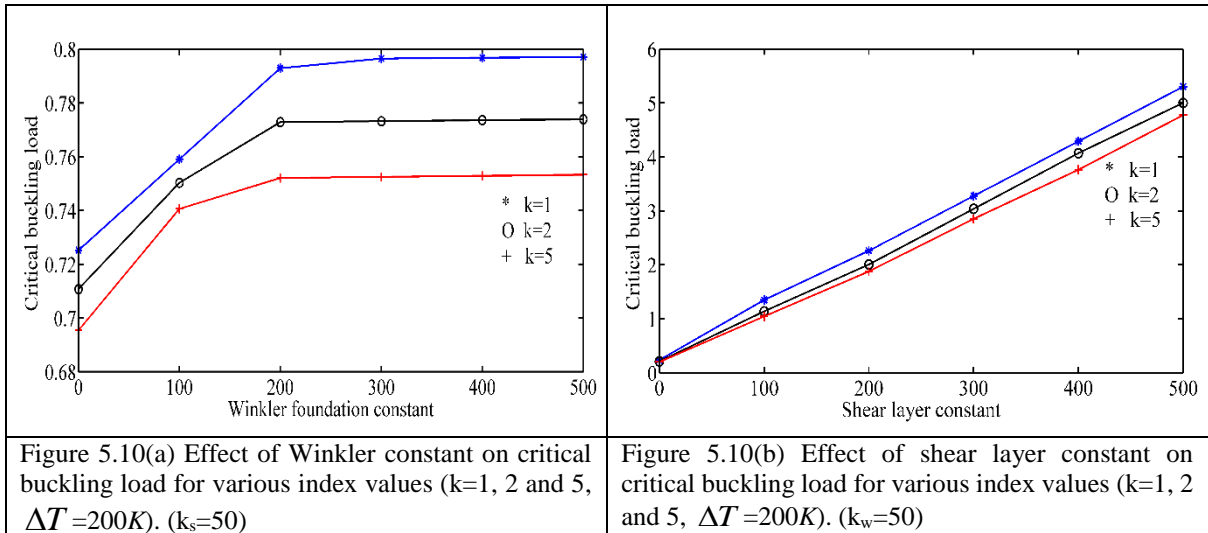 0.8
0.78
0.76
0.74
0.72
0.7
0.68
Critical buckling load
* k=1
O k=2
+ k=5
0 100 200 300 400 500
Winkler foundation constant
6
5
4
3
2
1
0
Critical buckling load
* k=1
O k=2
+ k=5
0 100 200 300 400 500
Shear layer constant
Figure 5.10(a) Effect of Winkler constant on critical
buckling load for various index values (k=1, 2 and 5,
ΔT =200K). (kₛ=50)
Figure 5.10(b) Effect of shear layer constant on
critical buckling load for various index values (k=1, 2
and 5, ΔT =200K). (k_w=50)